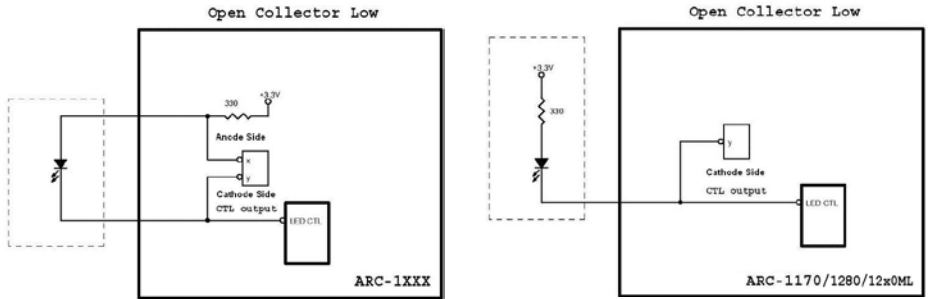 Open Collector Low
+3.3V
330
Anode Side
x
y
Cathode Side
CTL output
LED CTL
ARC-1XXX
Open Collector Low
+3.3V
330
y
Cathode Side
CTL output
LED CTL
ARC-1170/1280/12x0ML